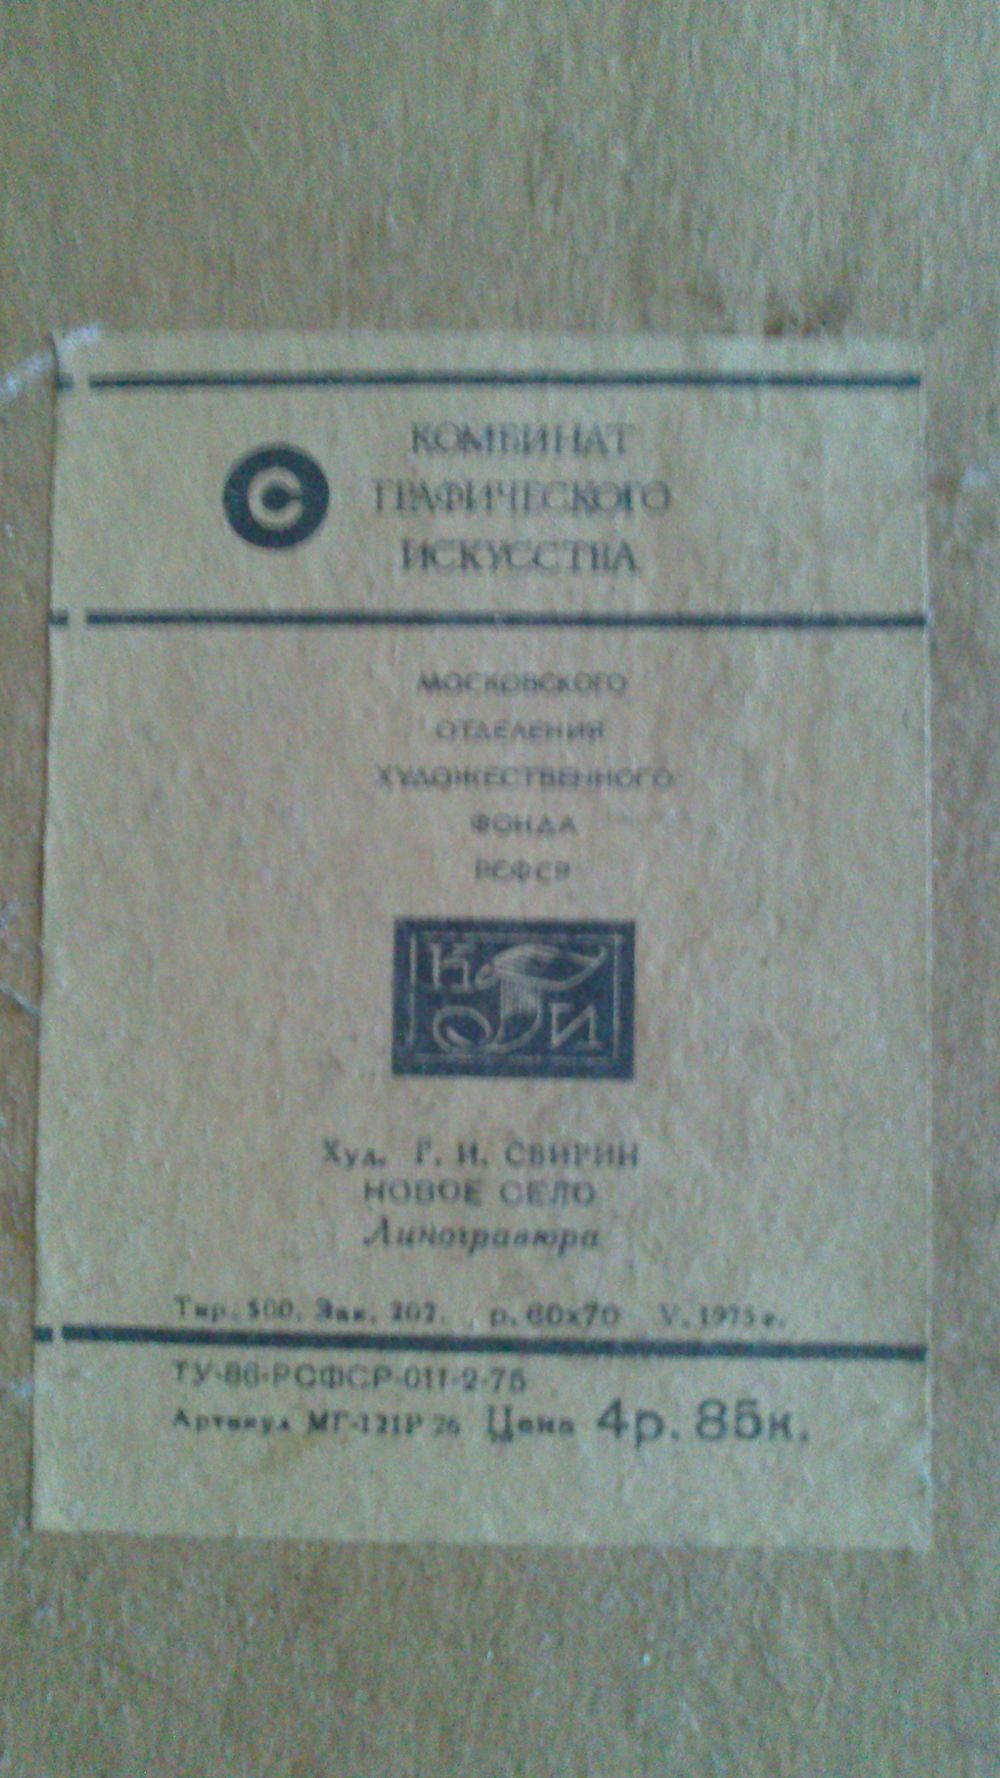 КОМБИНАТ
ГРАФИЧЕСКОГО
ИСКУССТВА
МОСКОВСКОГО
ОТДЕЛЕНИЯ
ХУДОЖЕСТВЕННОГО
ФОНДА
РСФСР
К Г
И
Худ. Г. И. СВИРИН
НОВОЕ СЕЛО
Линогравюра
Тир. 500. Зак. 202. р. 60х70 V. 1975 г.
ТУ-86-РСФСР-011-2-75
Артикул МГ-121Р 76 Цена 4р. 85к.